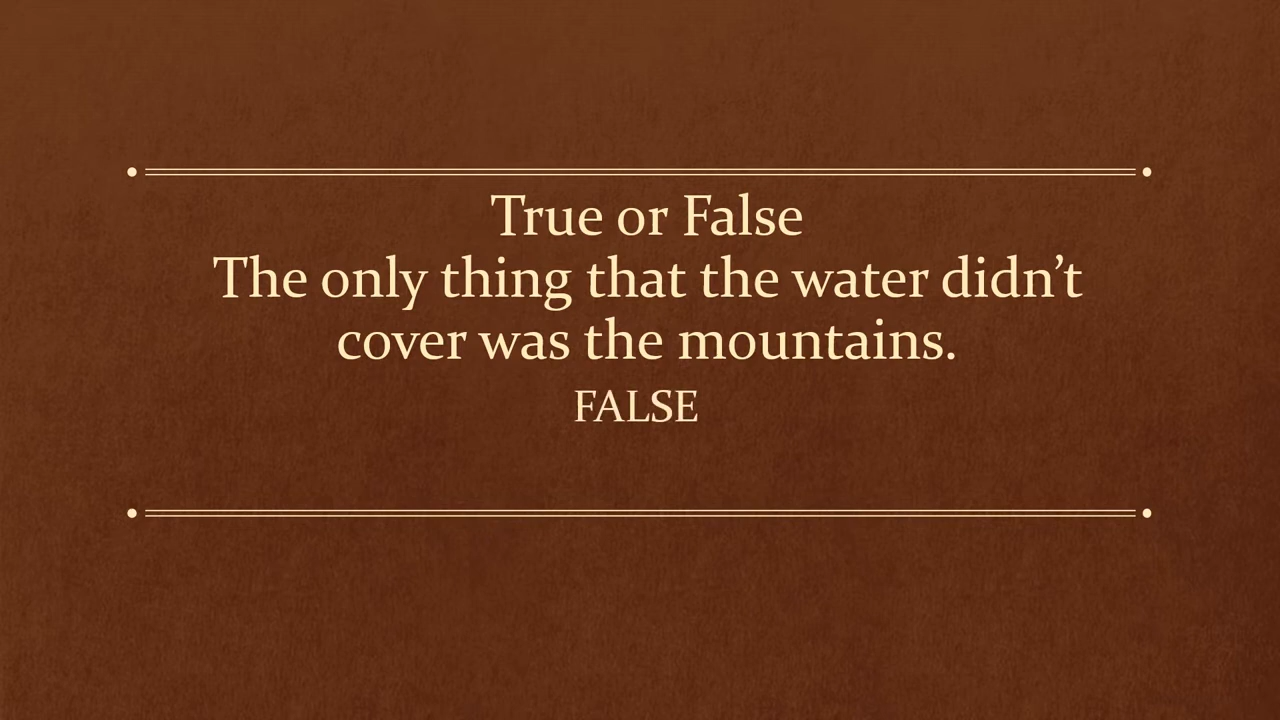 True or False
The only thing that the water didn’t
cover was the mountains.
FALSE